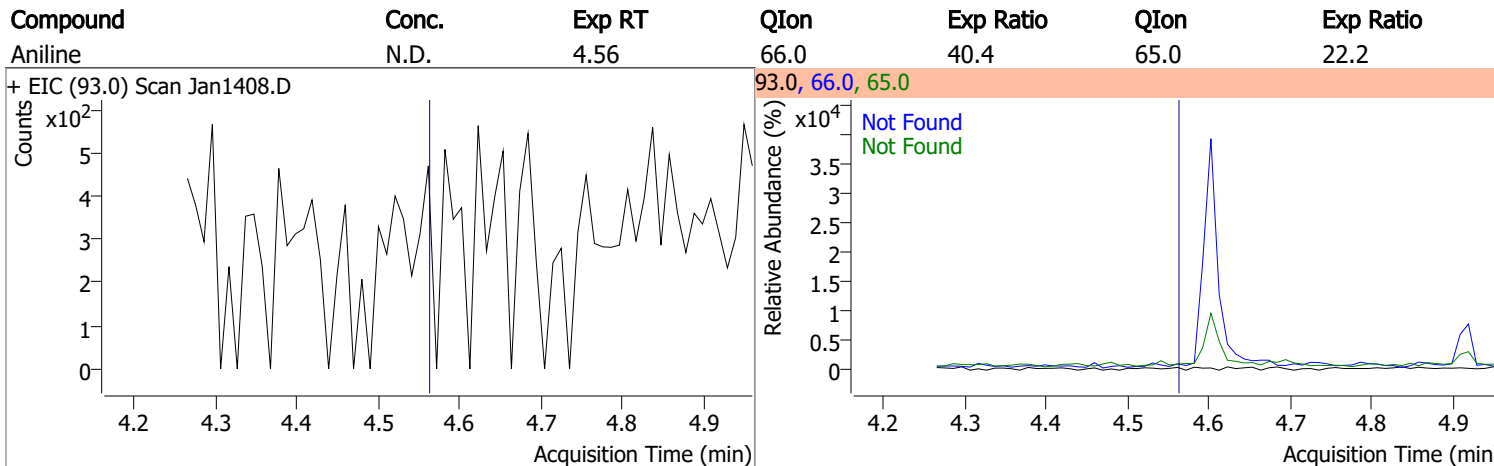 Compound Conc. Exp RT QIon Exp Ratio QIon Exp Ratio
Aniline N.D. 4.56 66.0 40.4 65.0 22.2
+ EIC (93.0) Scan Jan1408.D
Counts
x10²
5
4
3
2
1
0
4.2 4.3 4.4 4.5 4.6 4.7 4.8 4.9
Acquisition Time (min)
93.0, 66.0, 65.0
Relative Abundance (%)
x10⁴
Not Found
Not Found
3.5
3
2.5
2
1.5
1
0.5
0
4.2 4.3 4.4 4.5 4.6 4.7 4.8 4.9
Acquisition Time (min